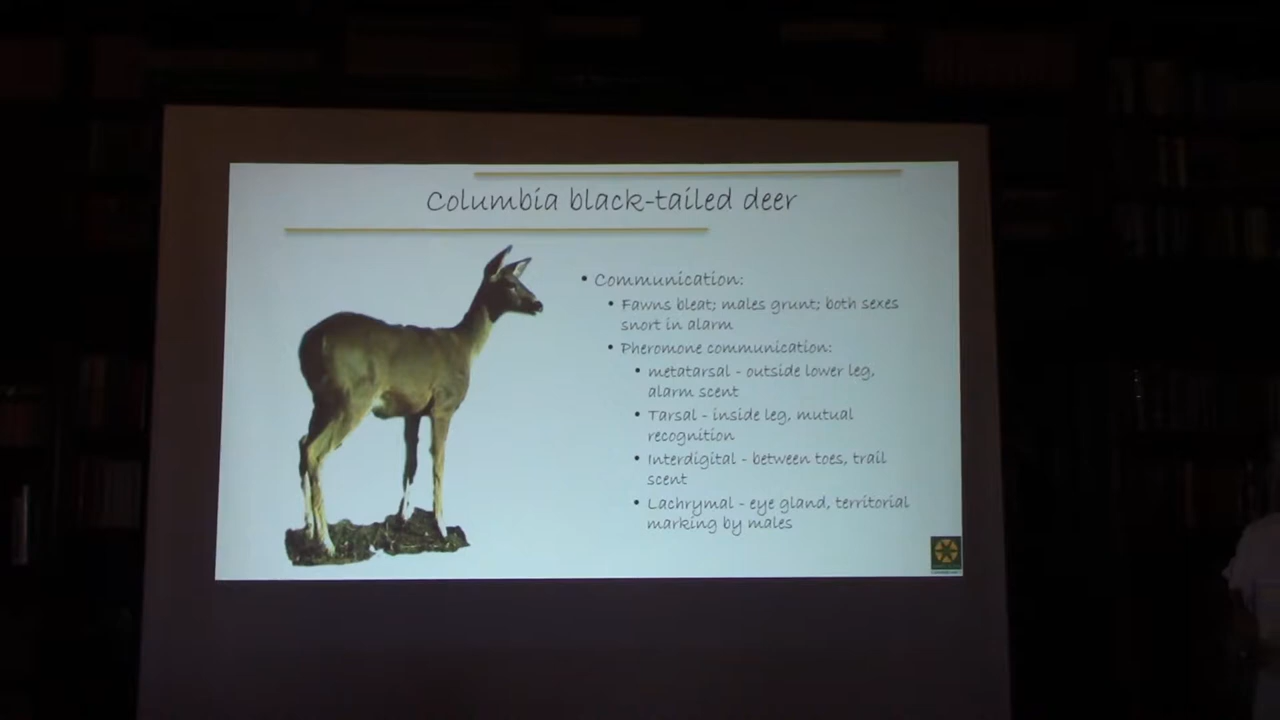 Columbia black-tailed deer
• Communication:
• Fawns bleat; males grunt; both sexes
snort in alarm
• Pheromone communication:
• metatarsal - outside lower leg,
alarm scent
• Tarsal - inside leg, mutual
recognition
• Interdigital - between toes, trail
scent
• Lachrymal - eye gland, territorial
marking by males